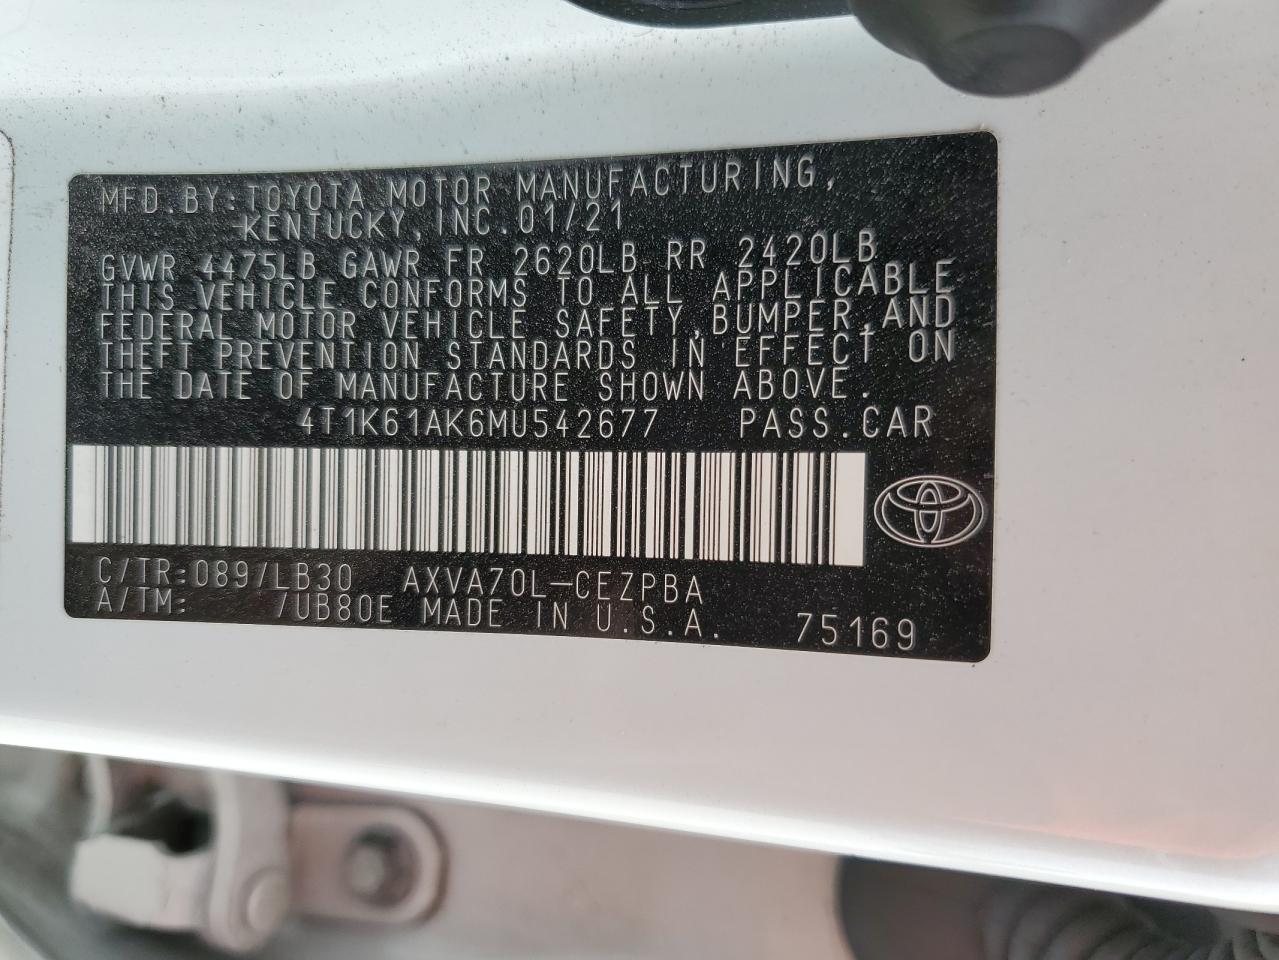 MFD.BY:TOYOTA MOTOR MANUFACTURING,
KENTUCKY,INC.01/21
GVWR 4475LB GAWR FR 2620LB RR 2420LB
THIS VEHICLE CONFORMS TO ALL APPLICABLE
FEDERAL MOTOR VEHICLE SAFETY,BUMPER,AND
THEFT PREVENTION STANDARDS IN EFFECT ON
THE DATE OF MANUFACTURE SHOWN ABOVE.
4T1K61AK6MU542677 PASS.CAR
C/TR:089/LB30 AXVA70L-CEZPBA
A/TM: /UB80E MADE IN U.S.A. 75169